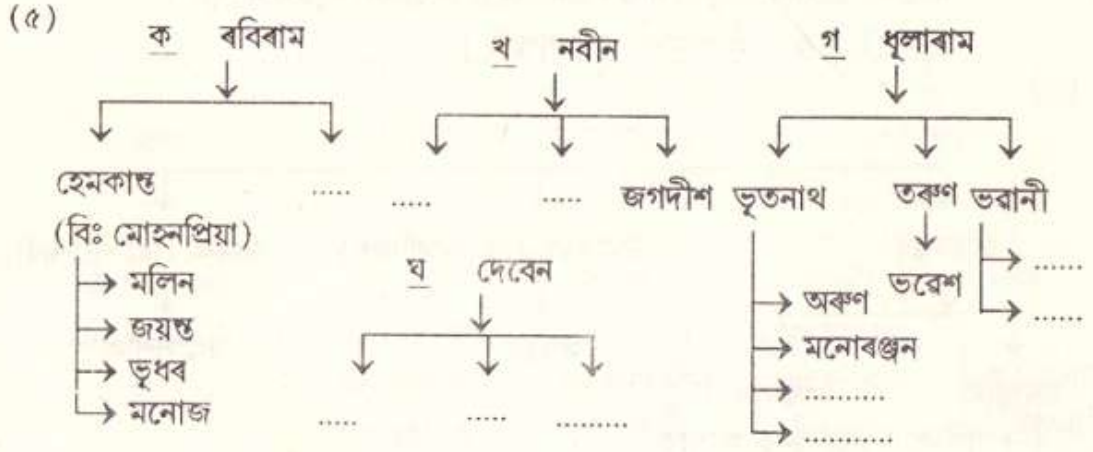 (৫)
ক ৰবিৰাম
খ নবীন
গ ধূলাৰাম
হেমকান্ত ..... ..... ..... জগদীশ ভূতনাথ তৰুণ ভৱানী
(বিঃ মোহনপ্রিয়া)
মলিন
জয়ন্ত
ভূধৰ
মনোজ
ঘ দেবেন
..... ..... .........
অৰুণ
মনোৰঞ্জন
..........
...........
ভৱেশ
......
......